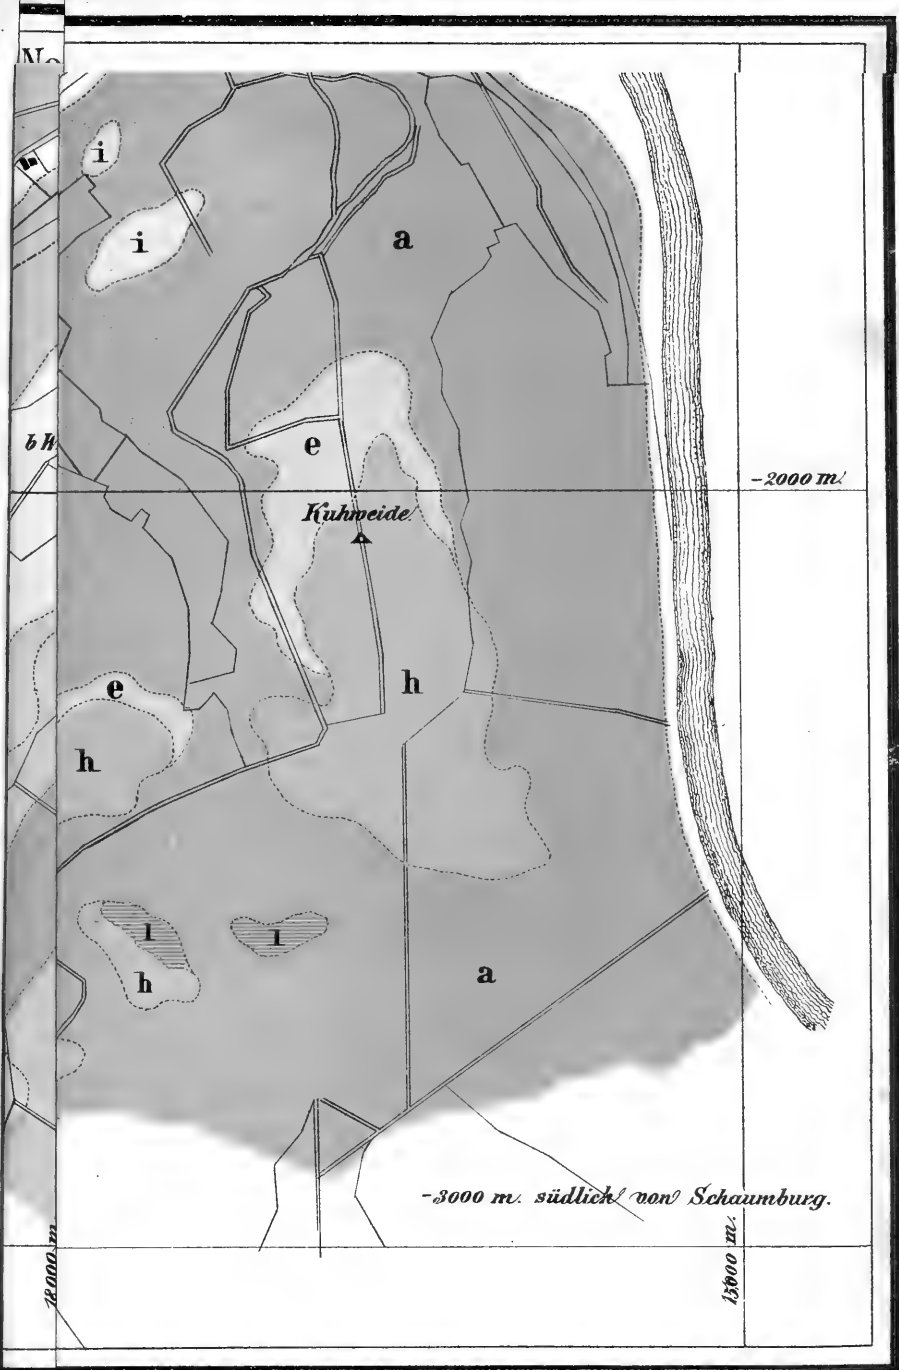 No
i
i
a
e
b W
-2000 m.
Kuhweide
h
e
h
l
l
h
a
-3000 m. südlich von Schaumburg.
18000 m.
15000 m.